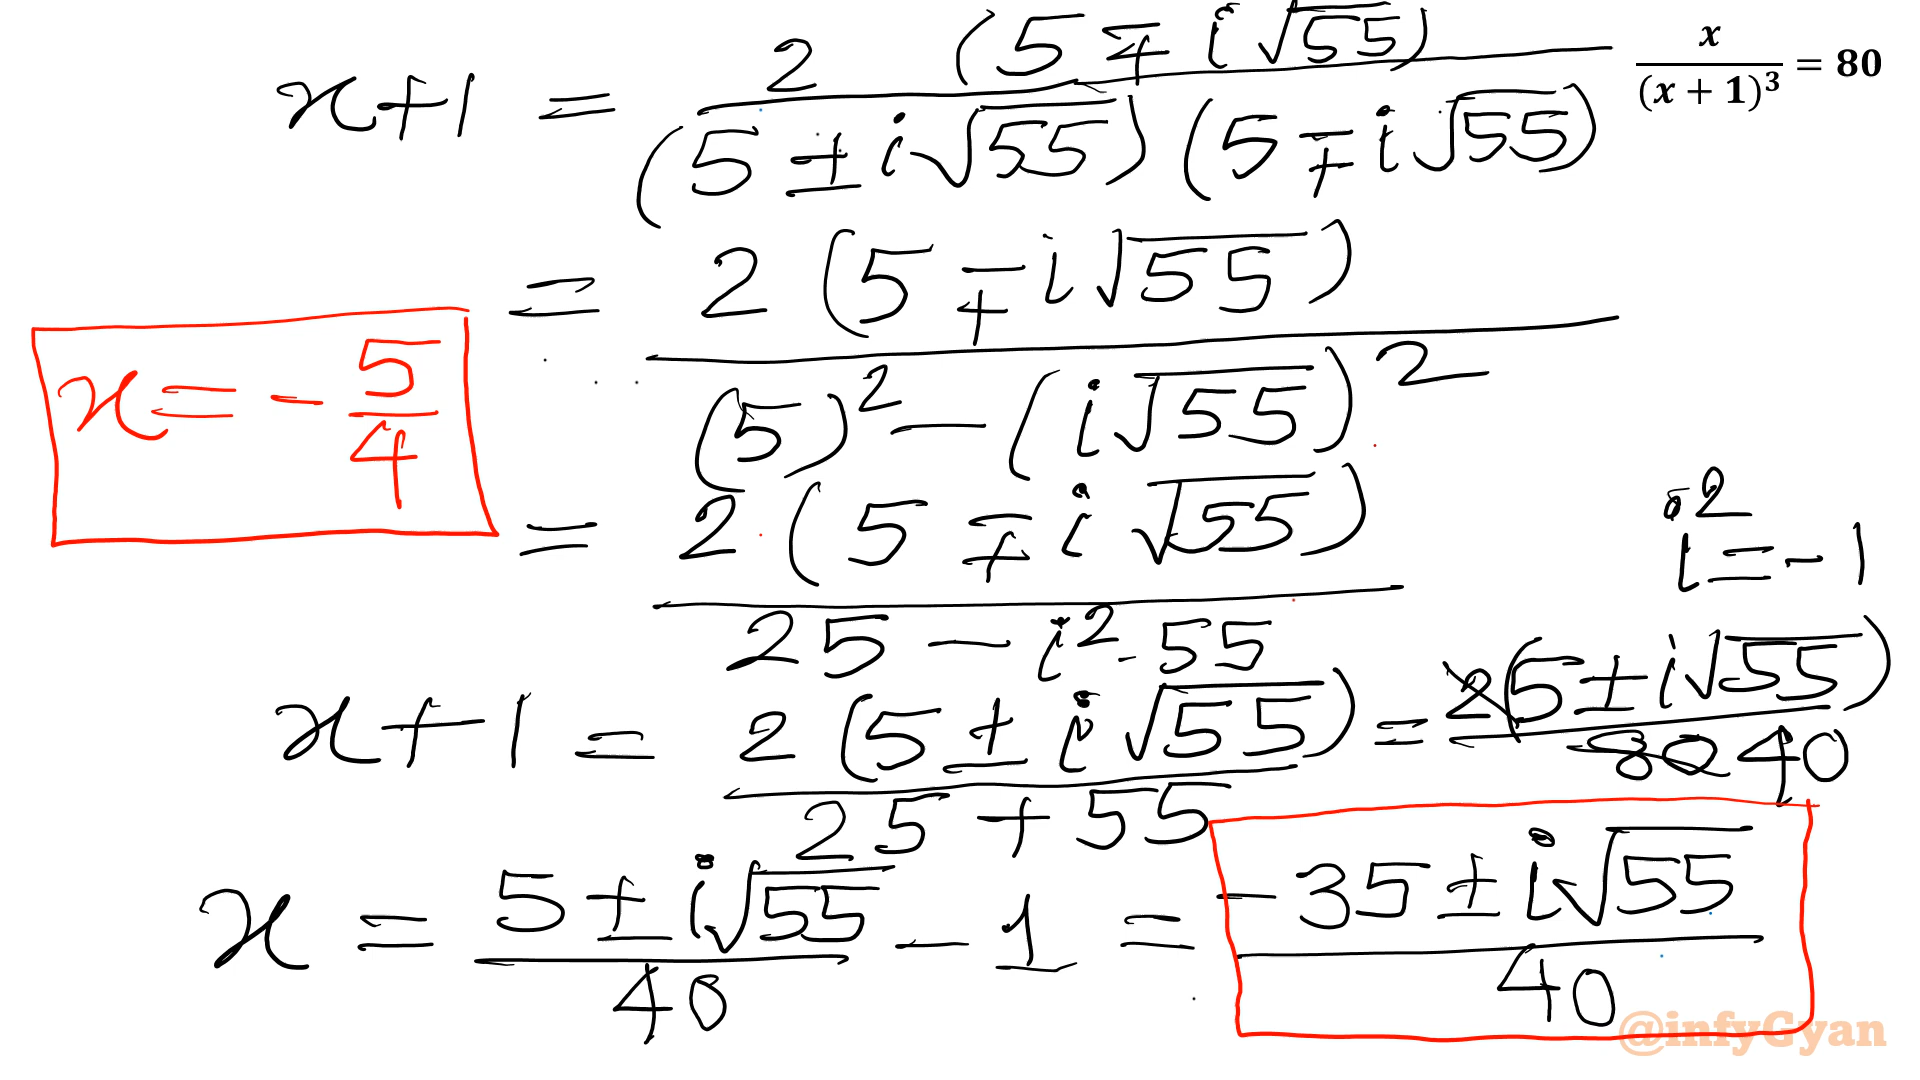 x+1 = 2 (5 ∓ i√55) / (5 ± i√55) (5 ∓ i√55)
x / (x + 1)³ = 80
= 2 (5 ∓ i√55) / (5)² - (i√55)²
x = - 5/4
= 2 (5 ∓ i√55) / 25 - i². 55
i² = -1
x+1 = 2 (5 ± i√55) / 25 + 55 = 2(5 ± i√55) / 80 40
x = 5 ± i√55 / 40 - 1 = - 35 ± i√55 / 40
@infyGyan